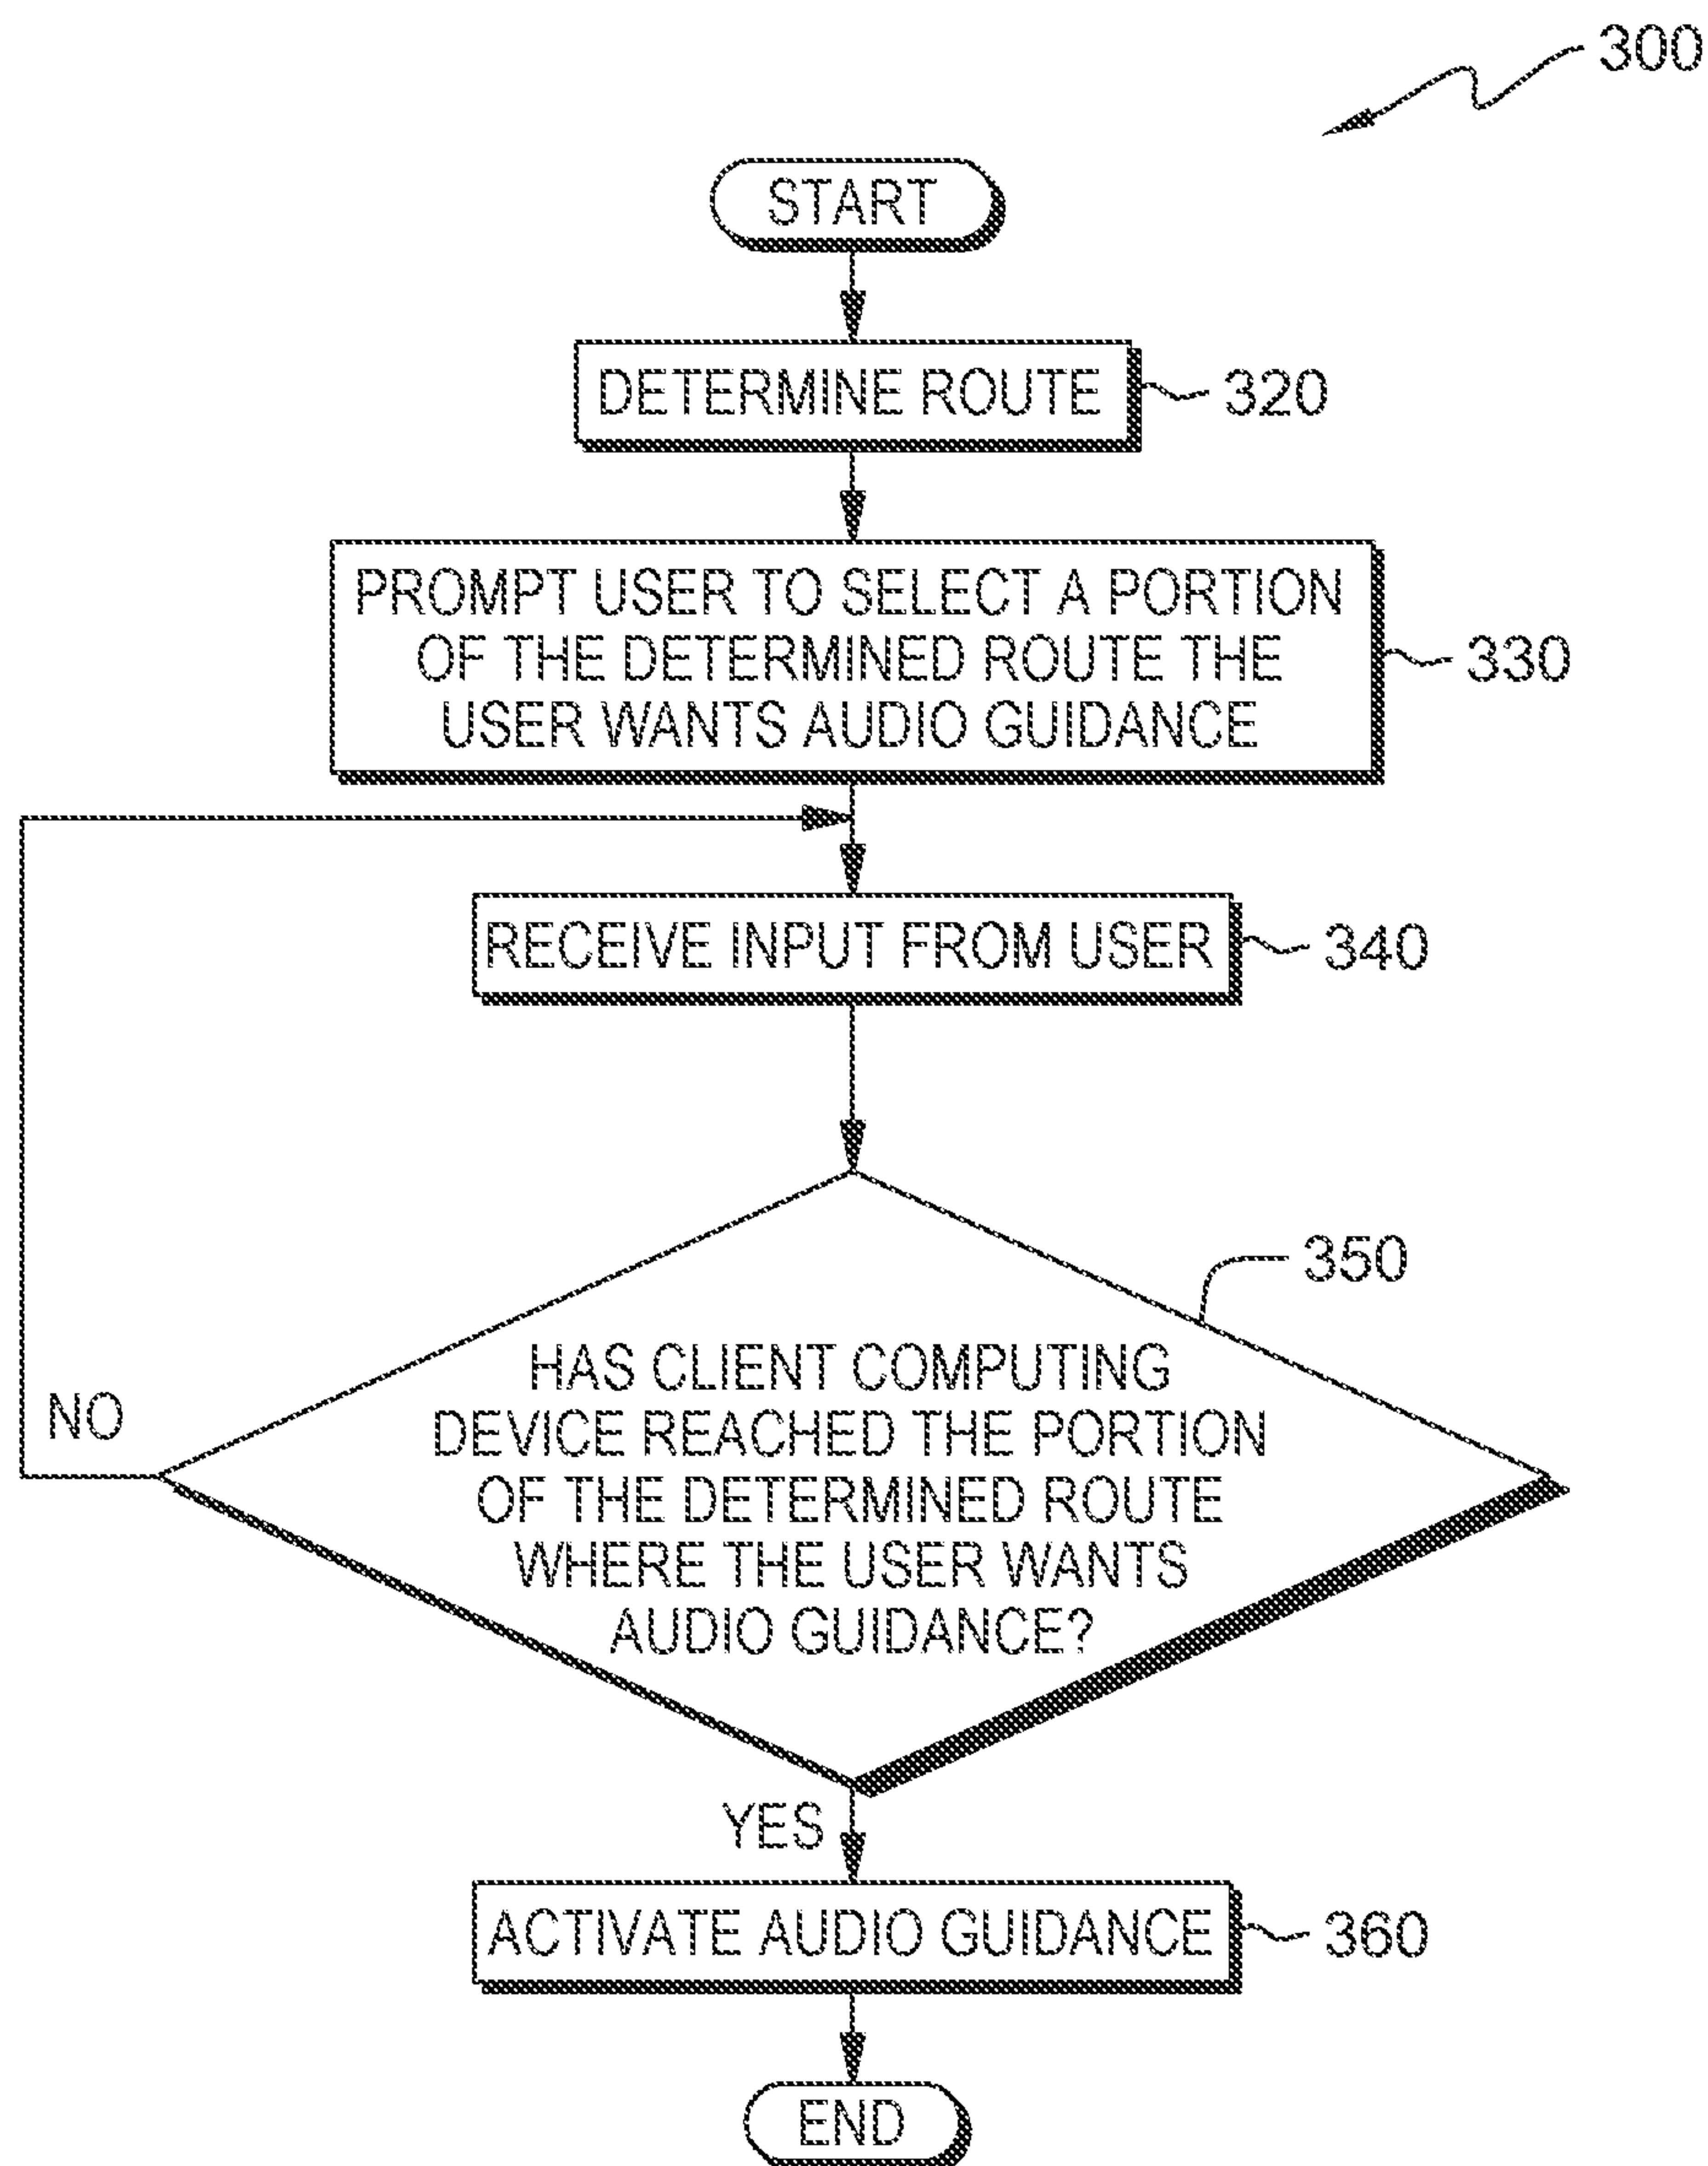 300
START
DETERMINE ROUTE
320
PROMPT USER TO SELECT A PORTION
OF THE DETERMINED ROUTE THE
USER WANTS AUDIO GUIDANCE
330
RECEIVE INPUT FROM USER
340
350
HAS CLIENT COMPUTING
DEVICE REACHED THE PORTION
OF THE DETERMINED ROUTE
WHERE THE USER WANTS
AUDIO GUIDANCE?
NO
YES
ACTIVATE AUDIO GUIDANCE
360
END